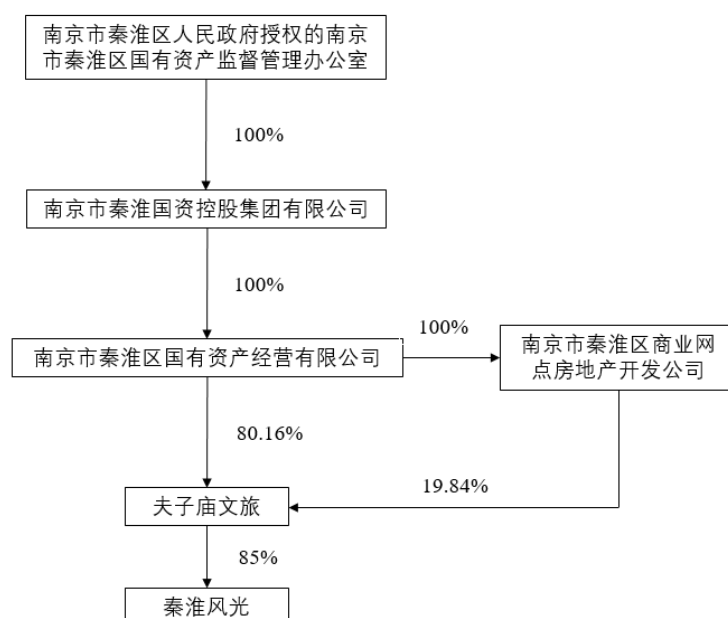 南京市秦淮区人民政府授权的南京
市秦淮区国有资产监督管理办公室
100%
南京市秦淮国资控股集团有限公司
100%
100%
南京市秦淮区国有资产经营有限公司
南京市秦淮区商业网
点房地产开发公司
80.16%
19.84%
夫子庙文旅
85%
秦淮风光